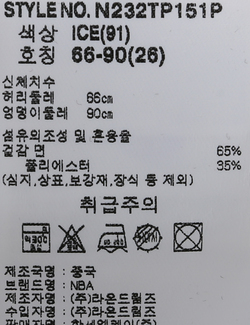 STYLE NO. N232TP151P
색상 ICE(91)
호칭 66-90(26)
신체치수
허리둘레 66cm
엉덩이둘레 90cm
섬유의조성 및 혼용율
겉감 면 65%
폴리에스터 35%
(심지,상표,보강재,장식 등 제외)
취급주의
제조국명 : 중국
브랜드명 : NBA
제조자명 : (주)라온드림즈
수입자명 : (주)라온드림즈